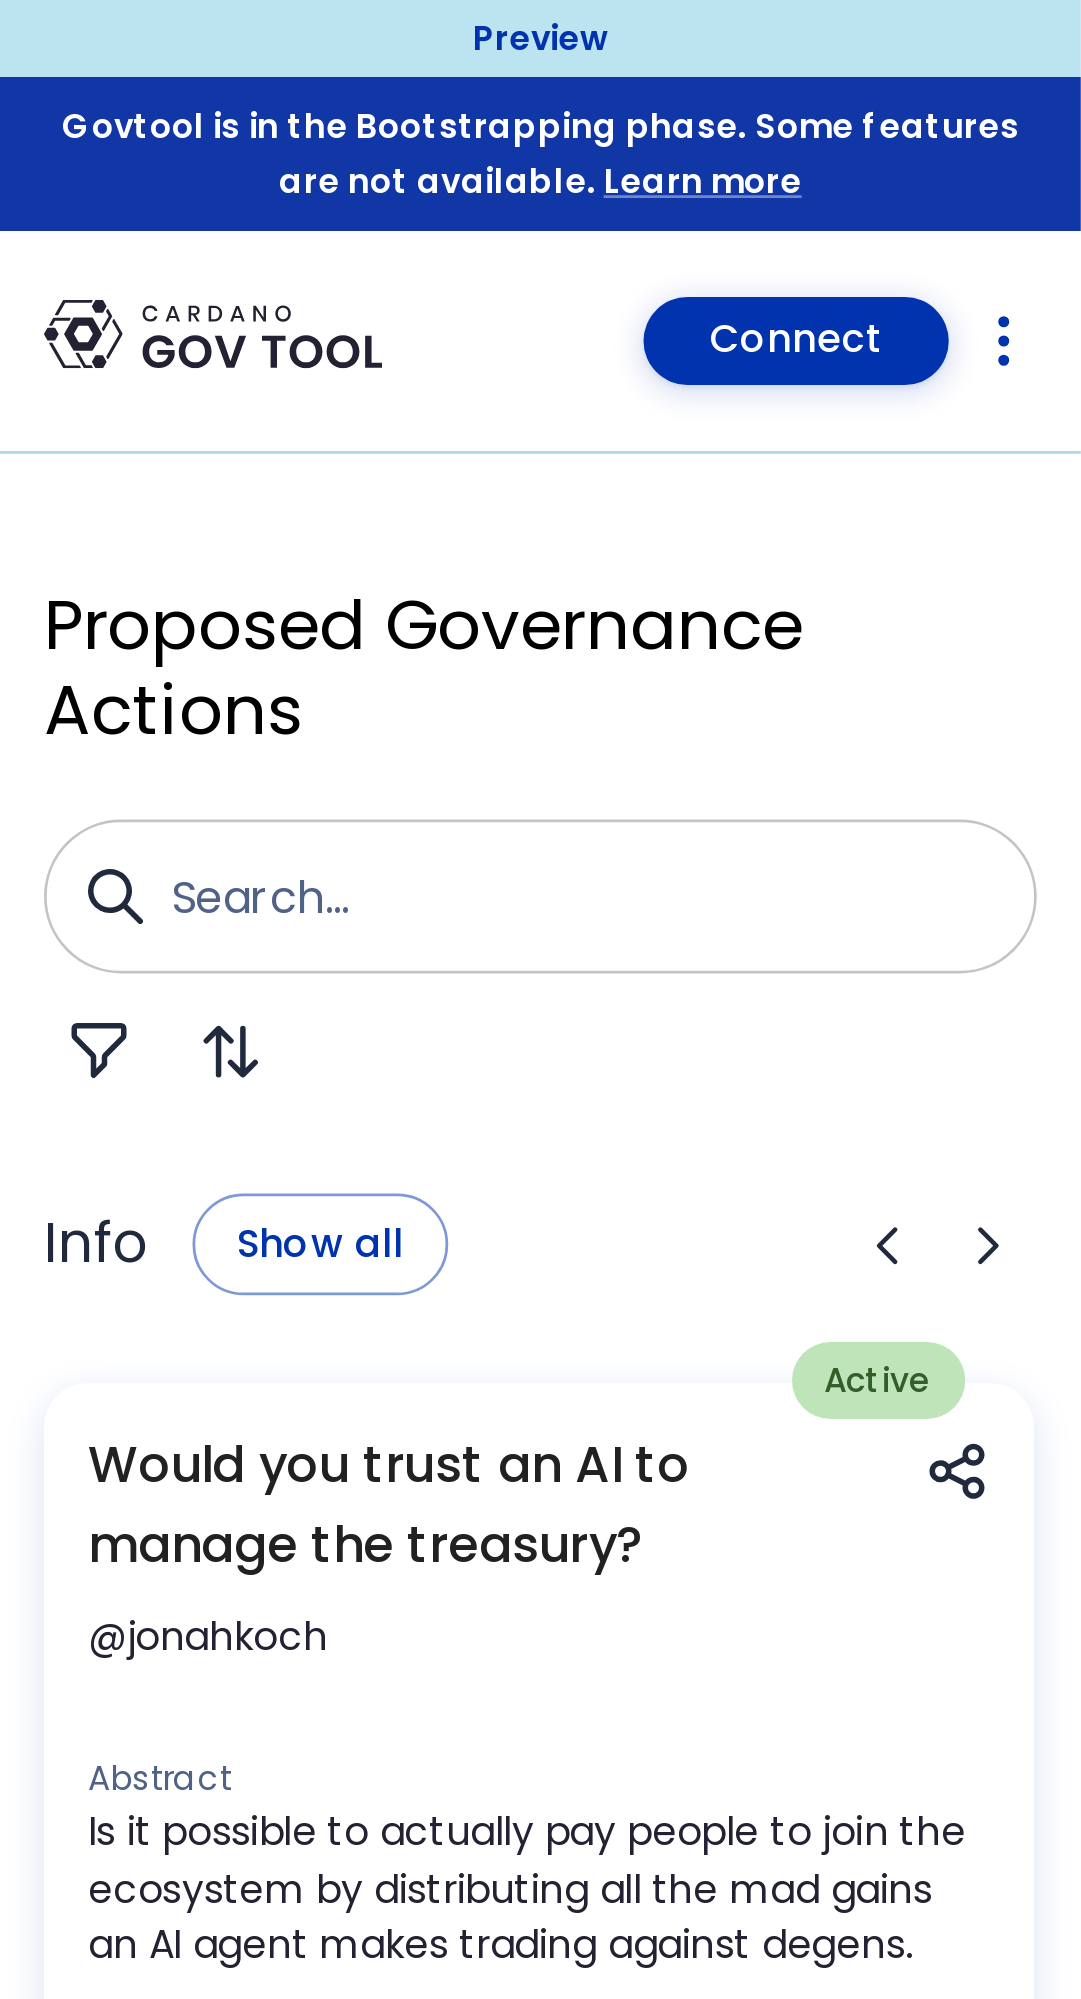 Preview
Govtool is in the Bootstrapping phase. Some features
are not available. Learn more
CARDANO
GOV TOOL
Connect
Proposed Governance
Actions
Search...
Info
Show all
Active
Would you trust an AI to
manage the treasury?
@jonahkoch
Abstract
Is it possible to actually pay people to join the
ecosystem by distributing all the mad gains
an AI agent makes trading against degens.